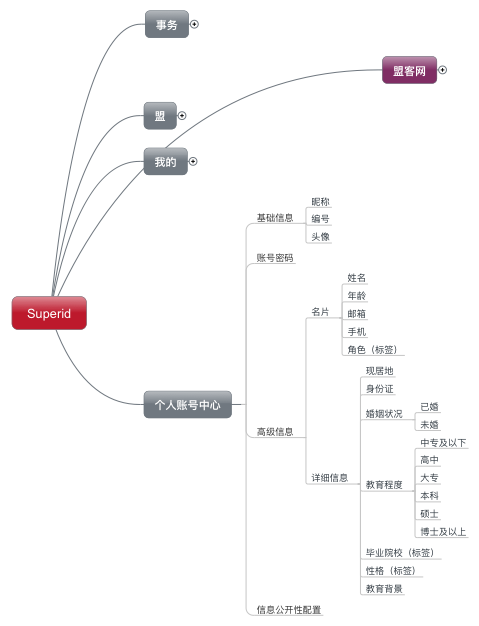 事务
盟客网
盟
我的
Superid
个人账号中心
基础信息
昵称
编号
头像
账号密码
高级信息
名片
姓名
年龄
邮箱
手机
角色（标签）
详细信息
现居地
身份证
婚姻状况
已婚
未婚
教育程度
中专及以下
高中
大专
本科
硕士
博士及以上
毕业院校（标签）
性格（标签）
教育背景
信息公开性配置